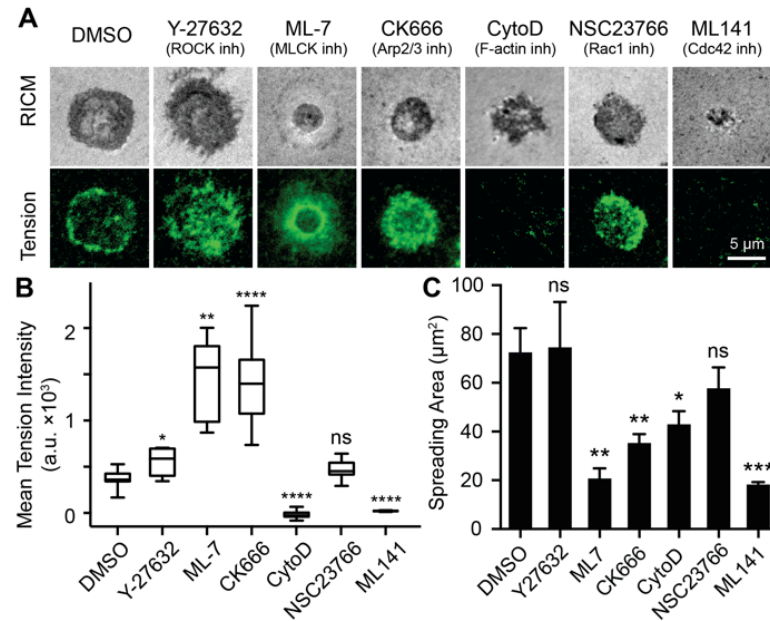 A
DMSO Y-27632 ML-7 CK666 CytoD NSC23766 ML141
(ROCK inh) (MLCK inh) (Arp2/3 inh) (F-actin inh) (Rac1 inh) (Cdc42 inh)
RICM
Tension
5 µm
B
Mean Tension Intensity
(a.u. ×10³)
2
1
0
* ** **** **** ns ****
DMSO Y-27632 ML-7 CK666 CytoD NSC23766 ML141
C
Spreading Area (µm²)
100
80
60
40
20
0
ns ** ** * ns ***
DMSO Y27632 ML7 CK666 CytoD NSC23766 ML141